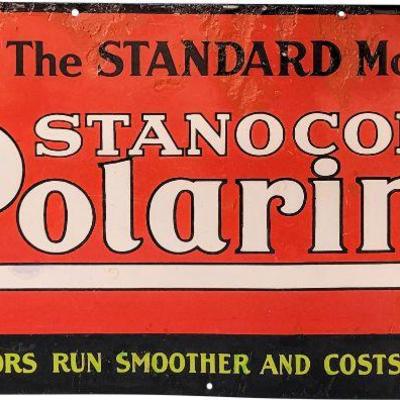 The STANDARD Mo
STANOCO
Polarin
ORS RUN SMOOTHER AND COSTS